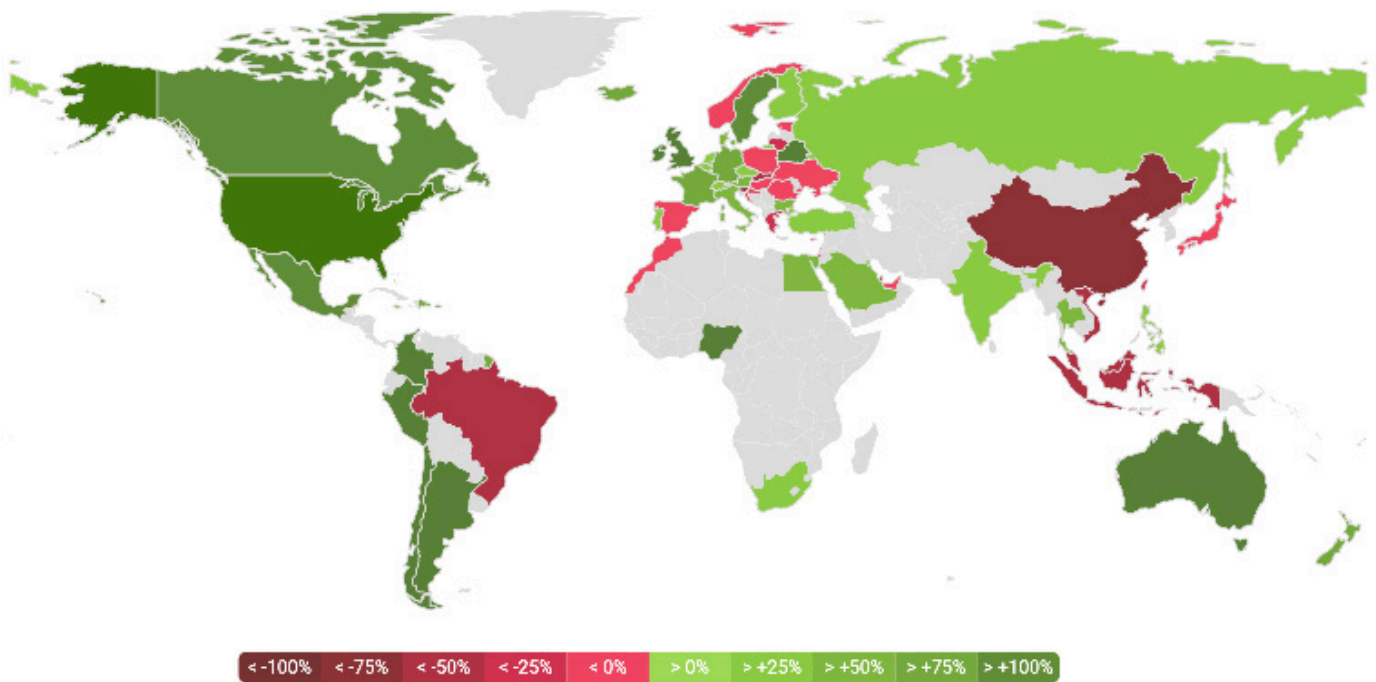 < -100% < -75% < -50% < -25% < 0% > 0% > +25% > +50% > +75% > +100%